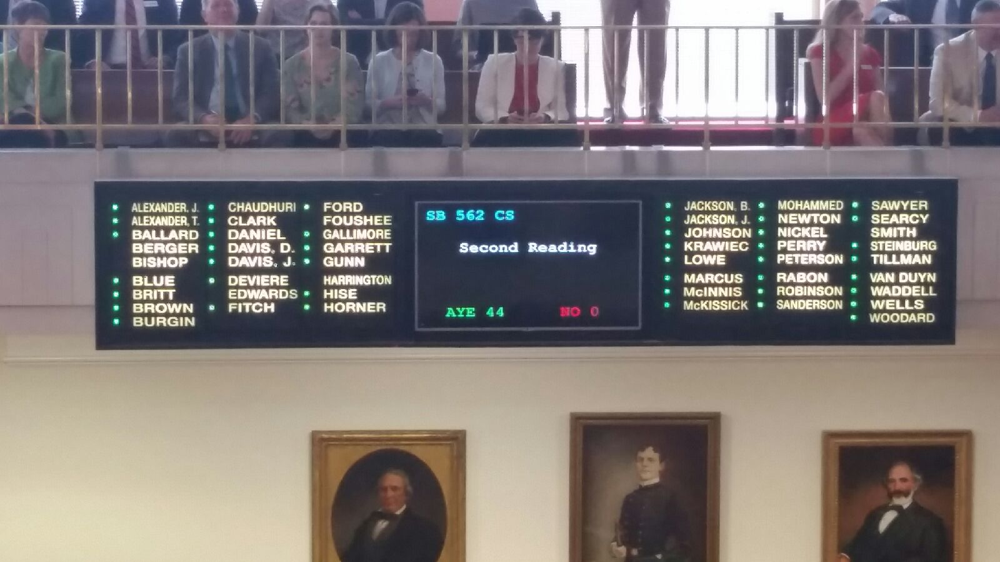 ALEXANDER, J.
ALEXANDER, T.
BALLARD
BERGER
BISHOP
BLUE
BRITT
BROWN
BURGIN
CHAUDHURI
CLARK
DANIEL
DAVIS, D.
DAVIS, J.
DEVIERE
EDWARDS
FITCH
FORD
FOUSHEE
GALLIMORE
GARRETT
GUNN
HARRINGTON
HISE
HORNER
SB 562 CS
Second Reading
AYE 44
NO 0
JACKSON, B.
JACKSON, J.
JOHNSON
KRAWIEC
LOWE
MARCUS
McINNIS
McKISSICK
MOHAMMED
NEWTON
NICKEL
PERRY
PETERSON
RABON
ROBINSON
SANDERSON
SAWYER
SEARCY
SMITH
STEINBURG
TILLMAN
VAN DUYN
WADDELL
WELLS
WOODARD